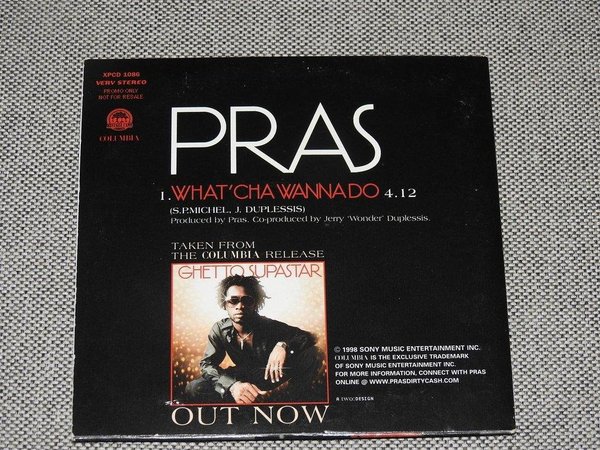 XPCD 1086
VERY STEREO
PROMO ONLY
NOT FOR RESALE
COLUMBIA
PRAS
1.WHAT'CHA WANNA DO 4.12
(S.P.MICHEL, J. DUPLESSIS)
Produced by Pras. Co-produced by Jerry 'Wonder' Duplessis.
TAKEN FROM
THE COLUMBIA RELEASE
GHETTO SUPASTAR
OUT NOW
© 1998 SONY MUSIC ENTERTAINMENT INC.
COLUMBIA IS THE EXCLUSIVE TRADEMARK
OF SONY MUSIC ENTERTAINMENT INC.
FOR MORE INFORMATION, CONNECT WITH PRAS
ONLINE @ WWW.PRASDIRTYCASH.COM
A TWO:DESIGN